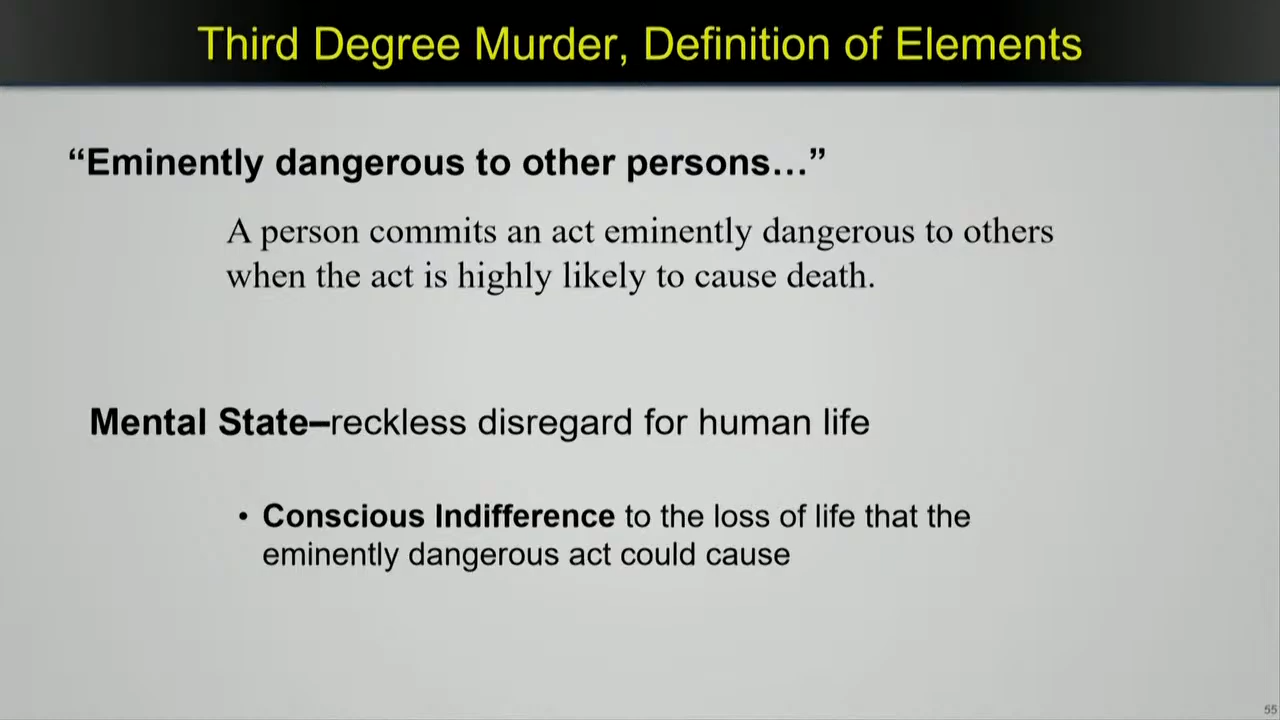 Third Degree Murder, Definition of Elements
“Eminently dangerous to other persons…”
A person commits an act eminently dangerous to others
when the act is highly likely to cause death.
Mental State–reckless disregard for human life
• Conscious Indifference to the loss of life that the
eminently dangerous act could cause
55